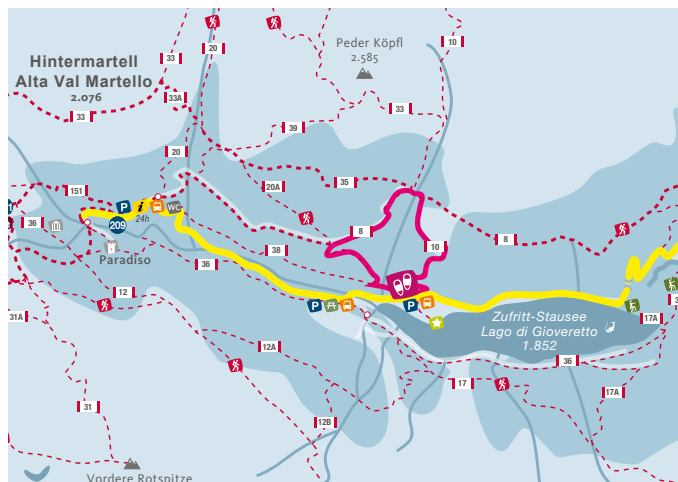 33
20
10
Peder Köpfl
2.585
Hintermartell
Alta Val Martello
2.076
33A
33
33
39
20
151
20A
35
P
i
WC
24h
209
36
8
8
10
Paradiso
38
36
12
P
P
Zufritt-Stausee
Lago di Gioveretto
1.852
31A
12A
17A
36
17
17A
31
12B
Vordere Rotspitze